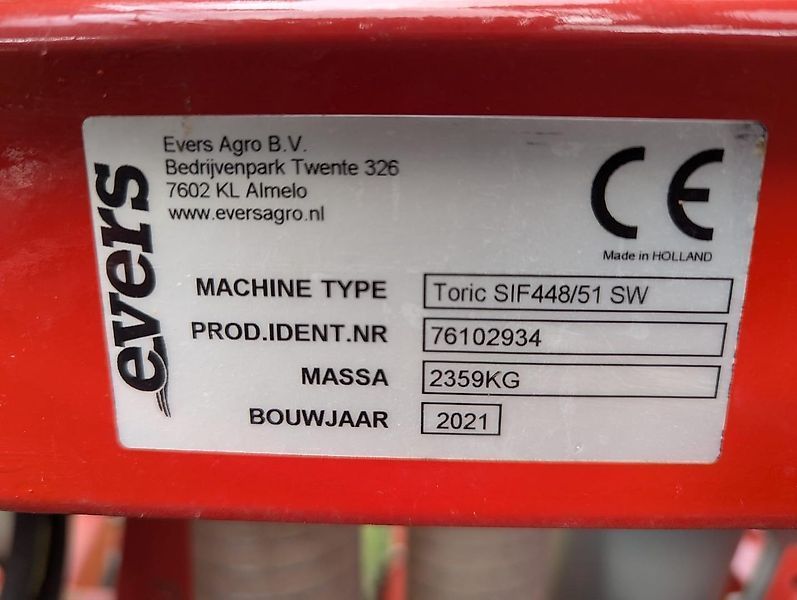 evers
Evers Agro B.V.
Bedrijvenpark Twente 326
7602 KL Almelo
www.eversagro.nl
CE
Made in HOLLAND
MACHINE TYPE Toric SIF448/51 SW
PROD.IDENT.NR 76102934
MASSA 2359KG
BOUWJAAR 2021